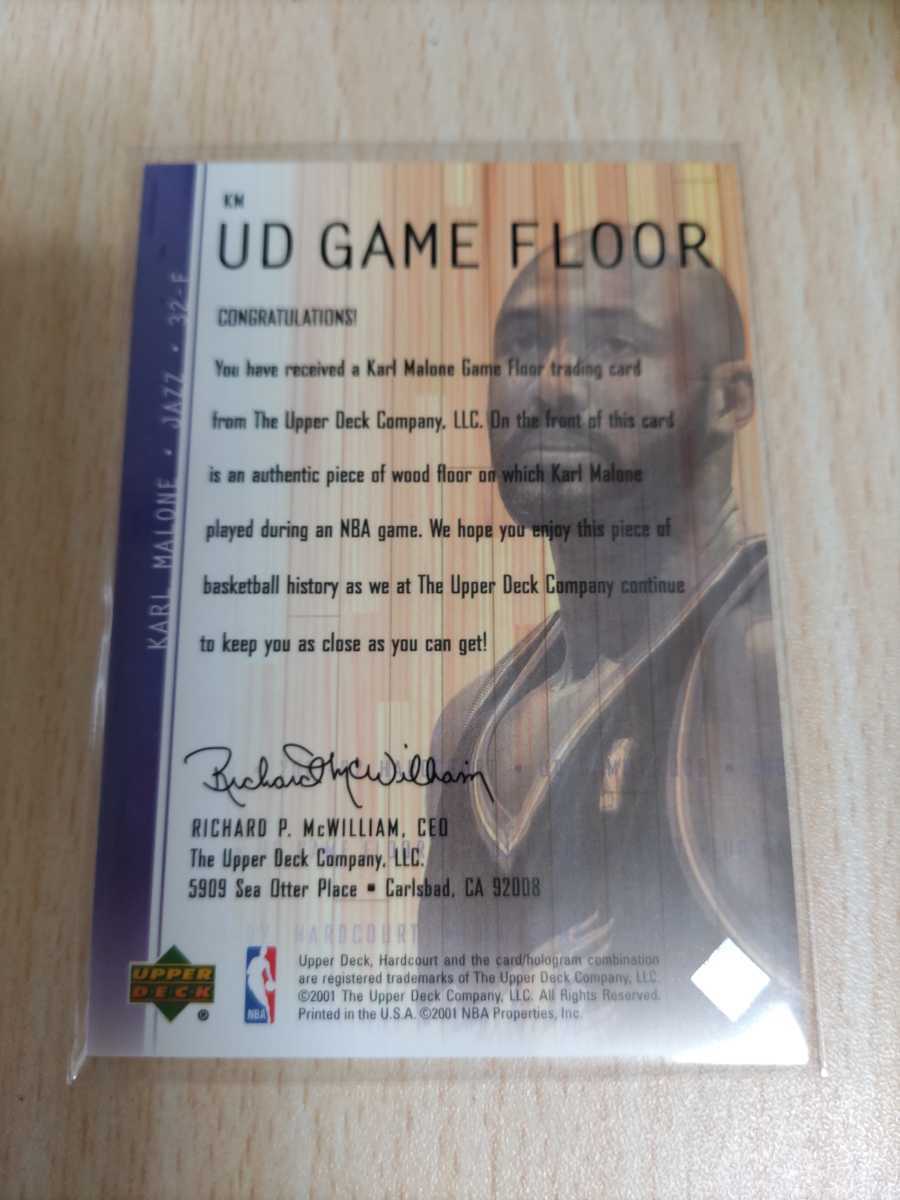 KM
UD GAME FLOOR
KARL MALONE • JAZZ • 32-F
CONGRATULATIONS!
You have received a Karl Malone Game Floor trading card
from The Upper Deck Company, LLC. On the front of this card
is an authentic piece of wood floor on which Karl Malone
played during an NBA game. We hope you enjoy this piece of
basketball history as we at The Upper Deck Company continue
to keep you as close as you can get!
Richard McWilliam
RICHARD P. McWILLIAM, CEO
The Upper Deck Company, LLC.
5909 Sea Otter Place ▪ Carlsbad, CA 92008
HARDCOURT
UPPER
DECK
®
NBA
Upper Deck, Hardcourt and the card/hologram combination
are registered trademarks of The Upper Deck Company, LLC.
©2001 The Upper Deck Company, LLC. All Rights Reserved.
Printed in the U.S.A. ©2001 NBA Properties, Inc.